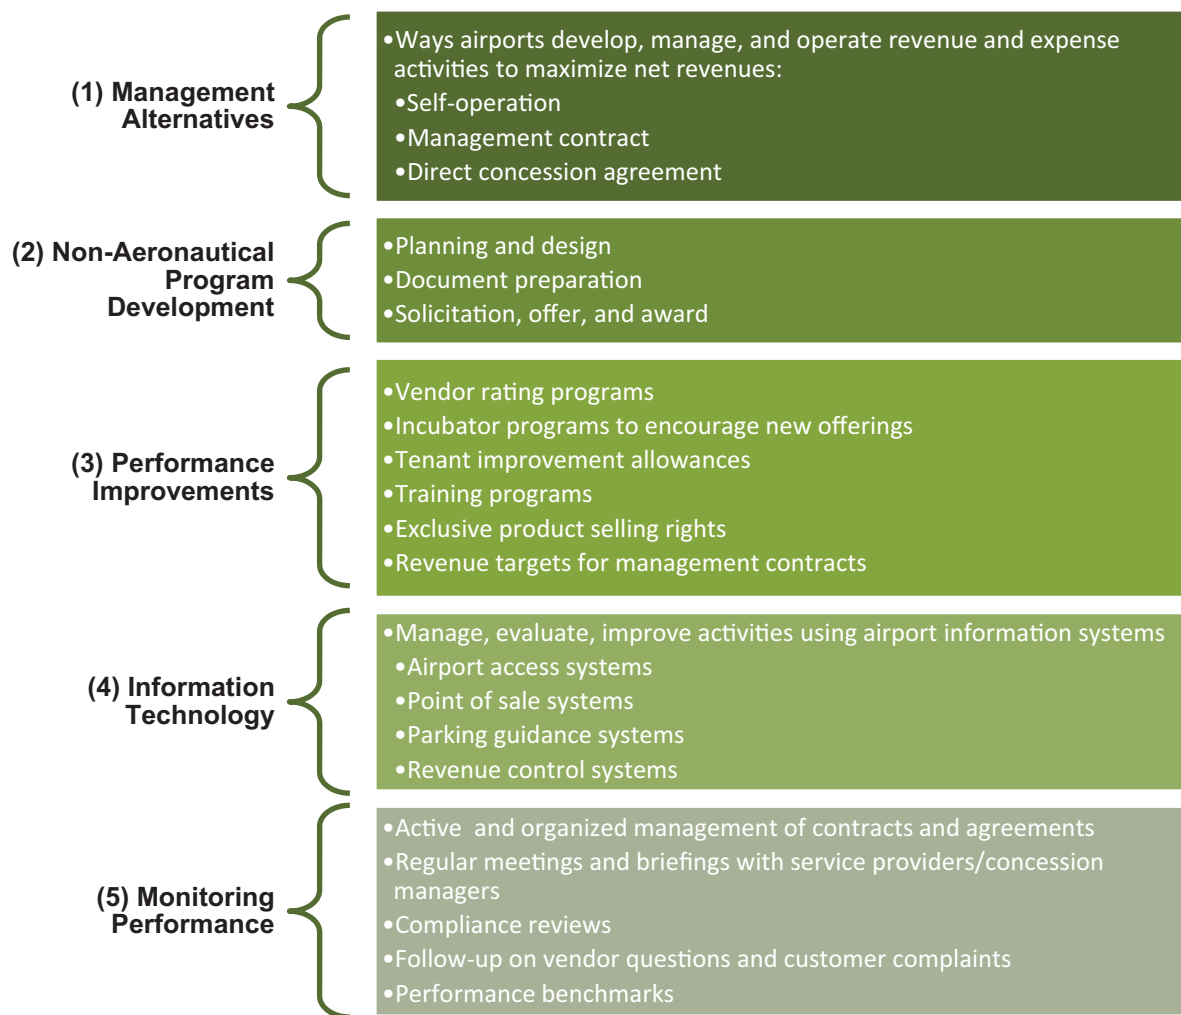 (1) Management
Alternatives
•Ways airports develop, manage, and operate revenue and expense
activities to maximize net revenues:
•Self-operation
•Management contract
•Direct concession agreement
(2) Non-Aeronautical
Program
Development
•Planning and design
•Document preparation
•Solicitation, offer, and award
(3) Performance
Improvements
•Vendor rating programs
•Incubator programs to encourage new offerings
•Tenant improvement allowances
•Training programs
•Exclusive product selling rights
•Revenue targets for management contracts
(4) Information
Technology
•Manage, evaluate, improve activities using airport information systems
•Airport access systems
•Point of sale systems
•Parking guidance systems
•Revenue control systems
(5) Monitoring
Performance
•Active  and organized management of contracts and agreements
•Regular meetings and briefings with service providers/concession
managers
•Compliance reviews
•Follow-up on vendor questions and customer complaints
•Performance benchmarks